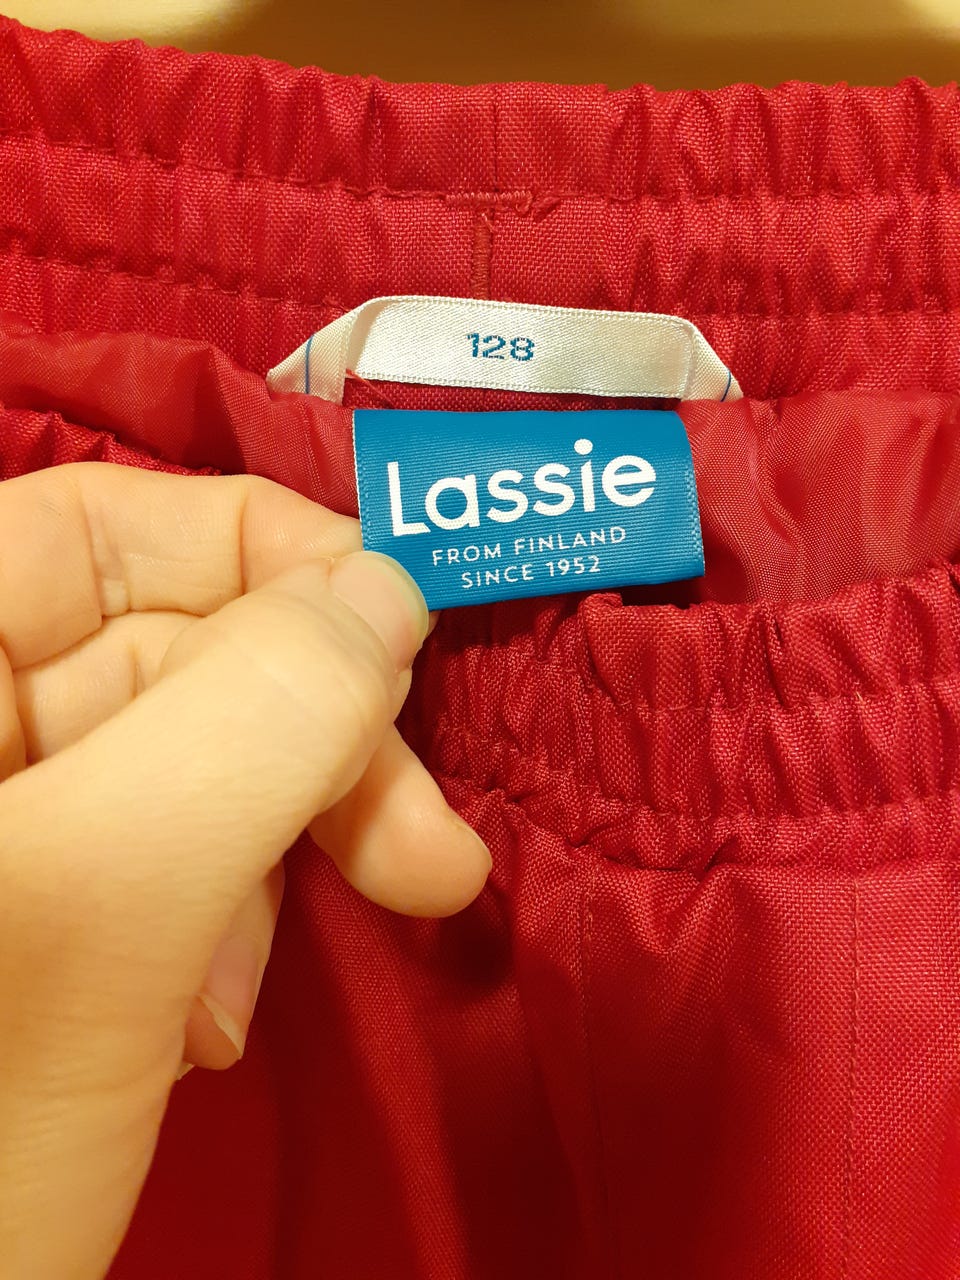 128
Lassie
FROM FINLAND
SINCE 1952